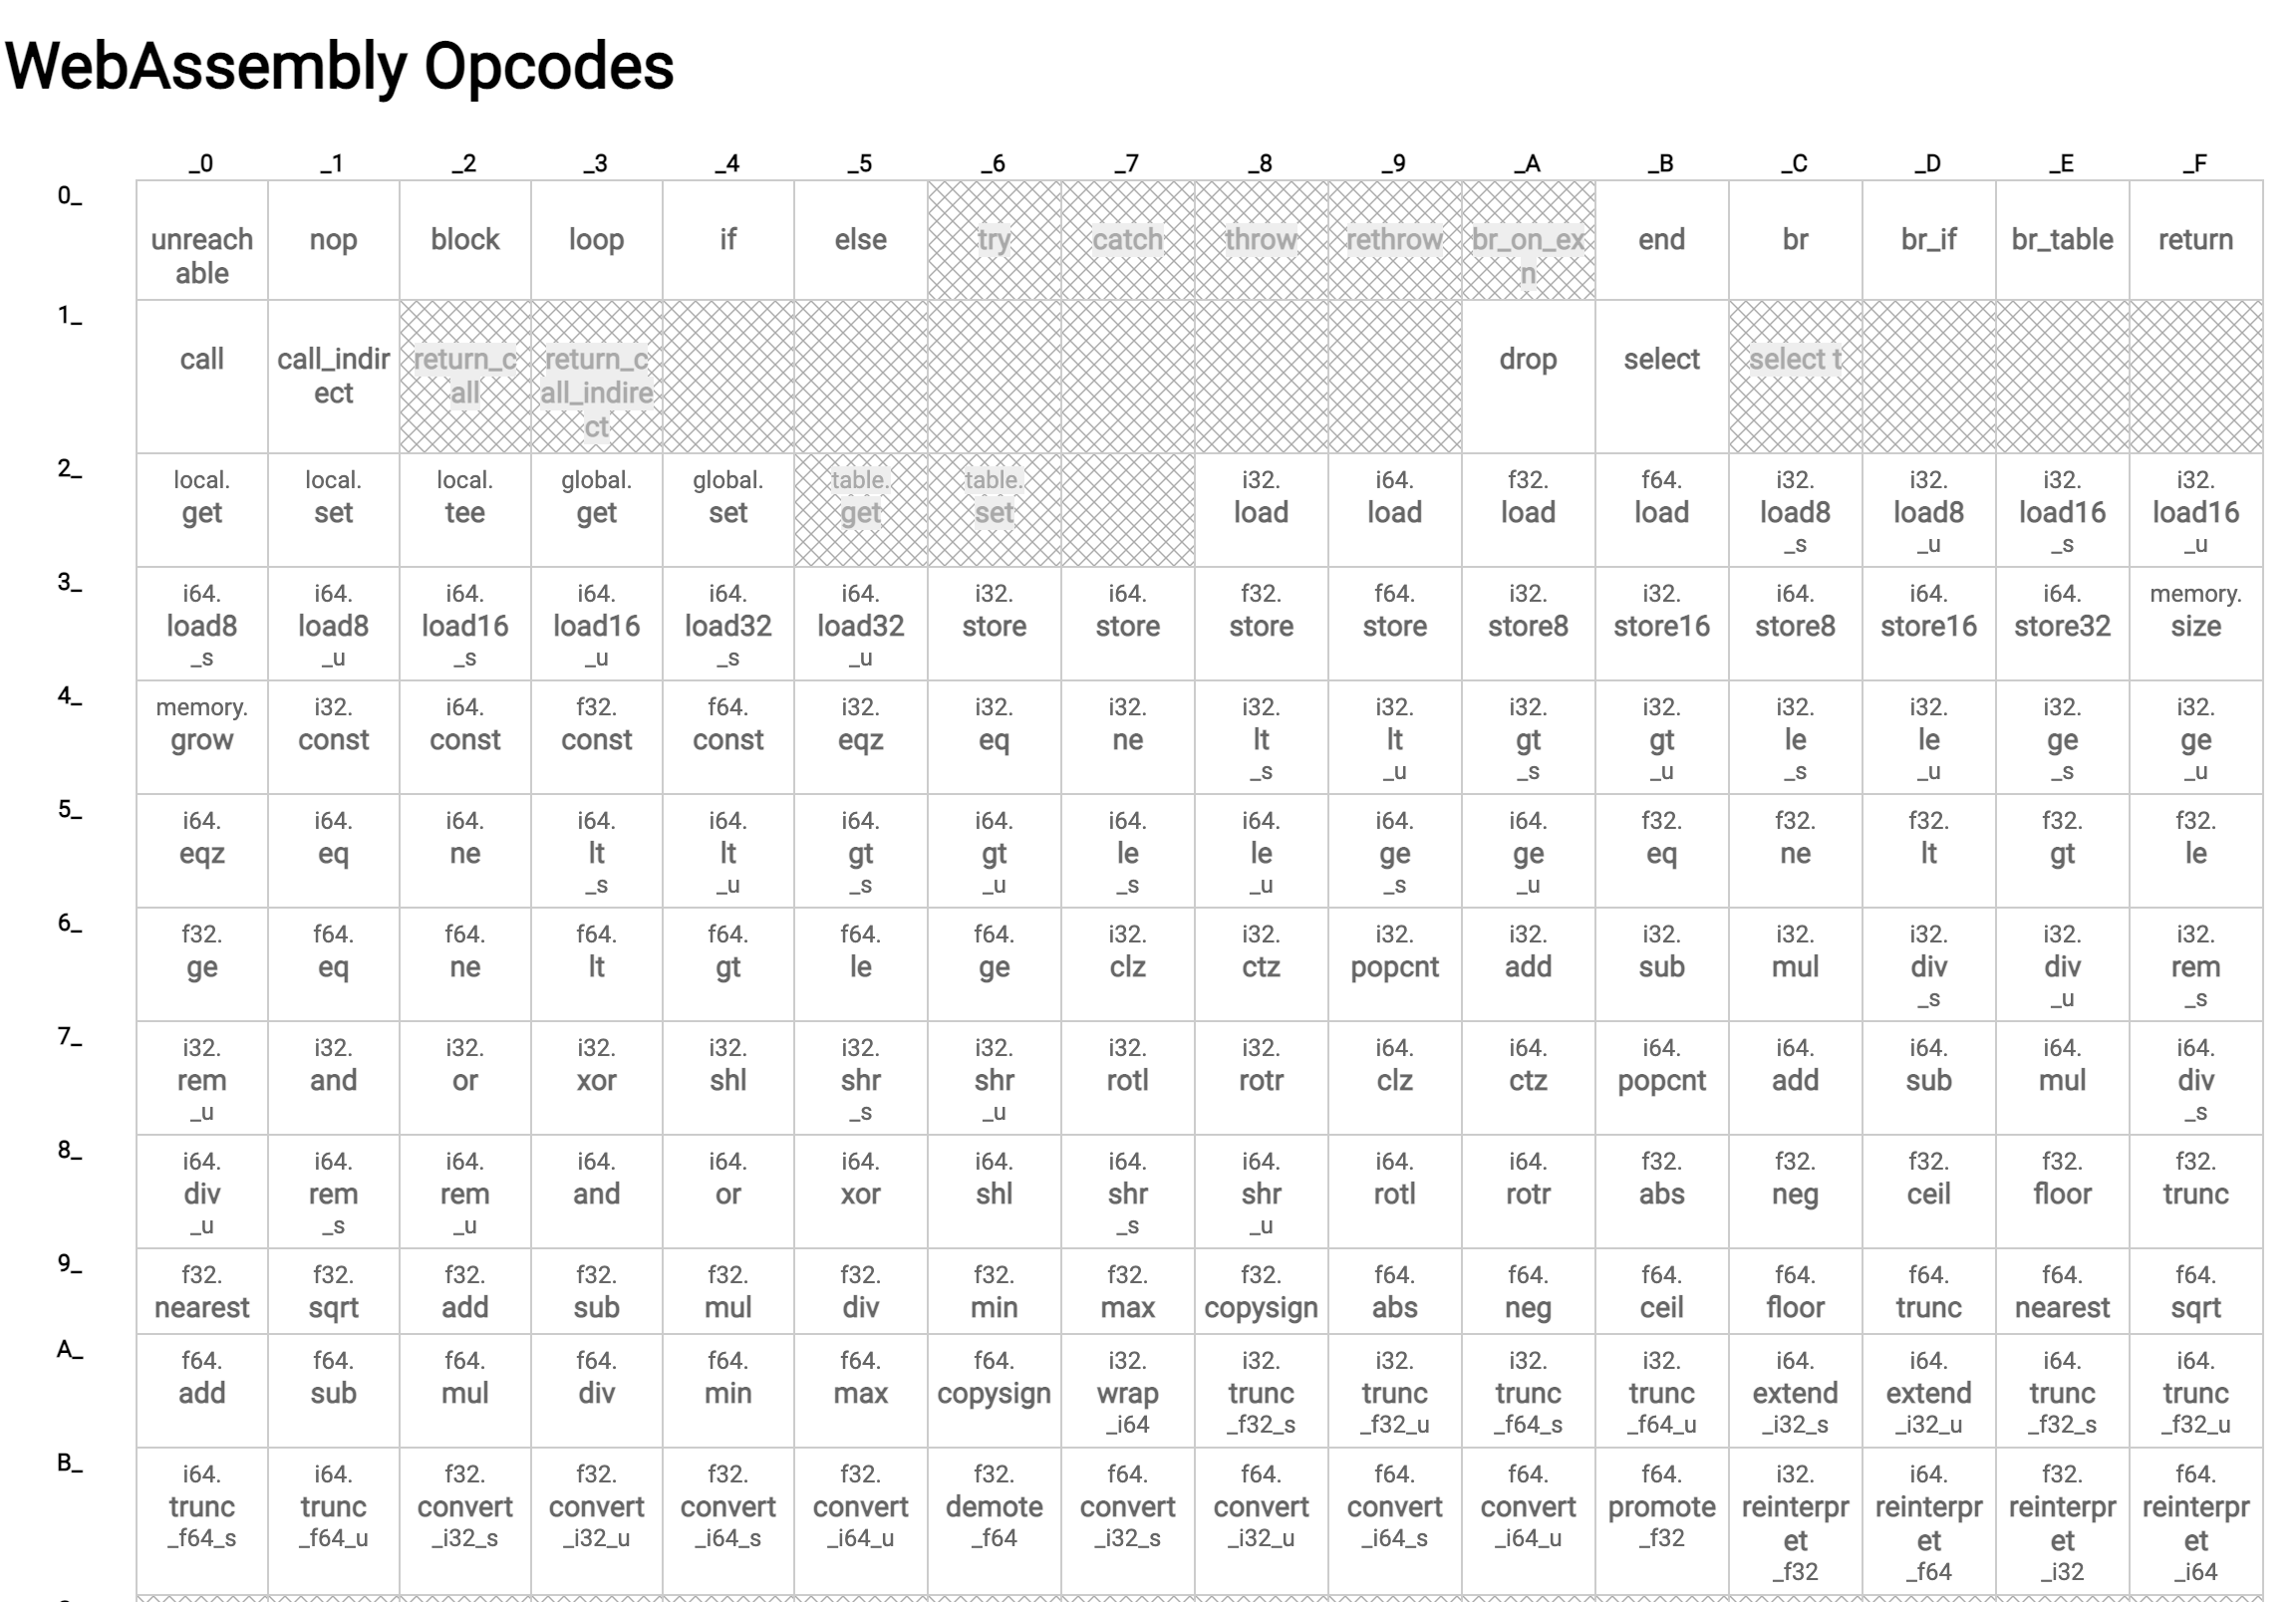 WebAssembly Opcodes
_0 _1 _2 _3 _4 _5 _6 _7 _8 _9 _A _B _C _D _E _F
0_
unreach nop block loop if else try catch throw rethrow br_on_ex end br br_if br_table return
able n
1_
call call_indir return_c return_c drop select select t
ect all all_indire
ct
2_
local. local. local. global. global. table. table. i32. i64. f32. f64. i32. i32. i32. i32.
get set tee get set get set load load load load load8 load8 load16 load16
_s _u _s _u
3_
i64. i64. i64. i64. i64. i64. i32. i64. f32. f64. i32. i32. i64. i64. i64. memory.
load8 load8 load16 load16 load32 load32 store store store store store8 store16 store8 store16 store32 size
_s _u _s _u _s _u
4_
memory. i32. i64. f32. f64. i32. i32. i32. i32. i32. i32. i32. i32. i32. i32. i32.
grow const const const const eqz eq ne lt lt gt gt le le ge ge
_s _u _s _u _s _u _s _u
5_
i64. i64. i64. i64. i64. i64. i64. i64. i64. i64. i64. f32. f32. f32. f32. f32.
eqz eq ne lt lt gt gt le le ge ge eq ne lt gt le
_s _u _s _u _s _u _s _u
6_
f32. f64. f64. f64. f64. f64. f64. i32. i32. i32. i32. i32. i32. i32. i32. i32.
ge eq ne lt gt le ge clz ctz popcnt add sub mul div div rem
_s _u _s
7_
i32. i32. i32. i32. i32. i32. i32. i32. i32. i64. i64. i64. i64. i64. i64. i64.
rem and or xor shl shr shr rotl rotr clz ctz popcnt add sub mul div
_u _s _u _s
8_
i64. i64. i64. i64. i64. i64. i64. i64. i64. i64. i64. f32. f32. f32. f32. f32.
div rem rem and or xor shl shr shr rotl rotr abs neg ceil floor trunc
_u _s _u _s _u
9_
f32. f32. f32. f32. f32. f32. f32. f32. f32. f64. f64. f64. f64. f64. f64. f64.
nearest sqrt add sub mul div min max copysign abs neg ceil floor trunc nearest sqrt
A_
f64. f64. f64. f64. f64. f64. f64. i32. i32. i32. i32. i32. i64. i64. i64. i64.
add sub mul div min max copysign wrap trunc trunc trunc trunc extend extend trunc trunc
_i64 _f32_s _f32_u _f64_s _f64_u _i32_s _i32_u _f32_s _f32_u
B_
i64. i64. f32. f32. f32. f32. f32. f64. f64. f64. f64. f64. i32. i64. f32. f64.
trunc trunc convert convert convert convert demote convert convert convert convert promote reinterpr reinterpr reinterpr reinterpr
et et et et
_f64_s _f64_u _i32_s _i32_u _i64_s _i64_u _f64 _i32_s _i32_u _i64_s _i64_u _f32 _f32 _f64 _i32 _i64